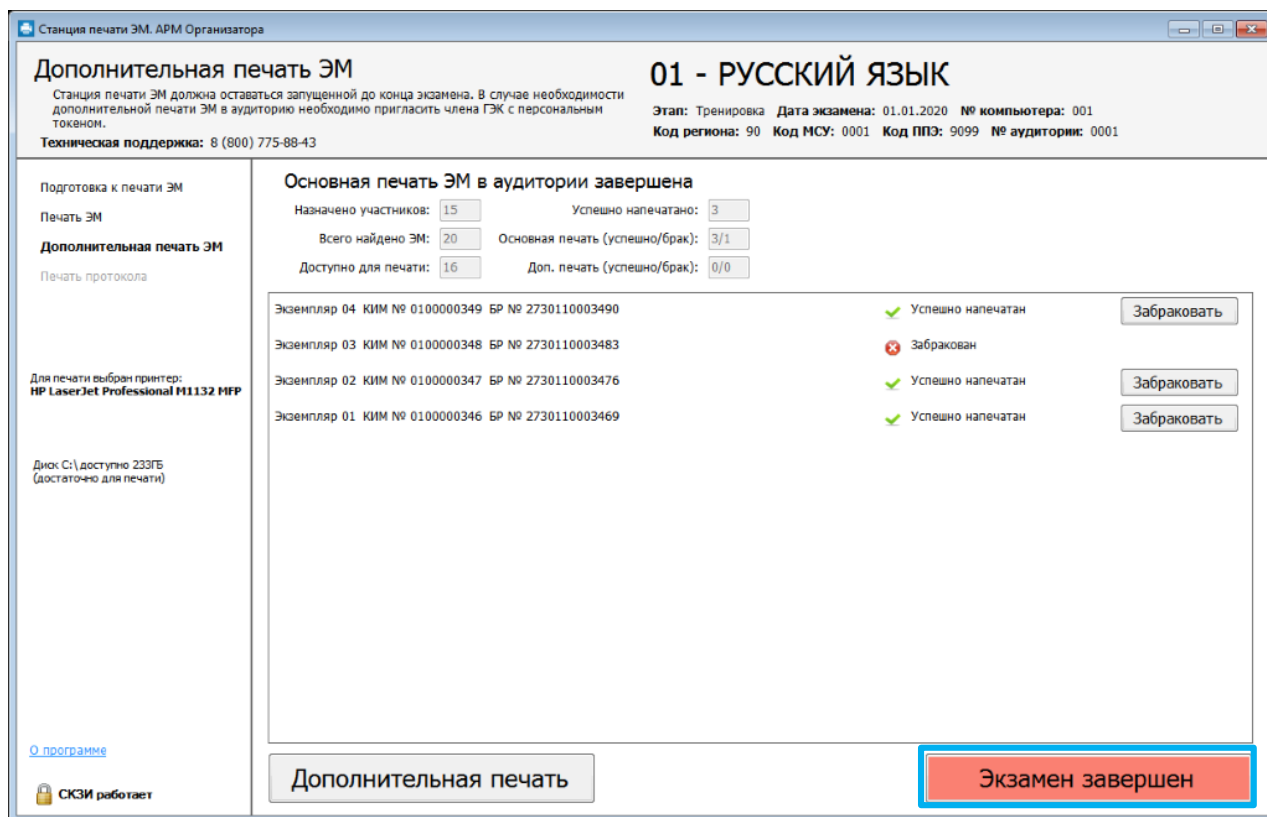 Станция печати ЭМ. АРМ Организатора
Дополнительная печать ЭМ
Станция печати ЭМ должна оставаться запущенной до конца экзамена. В случае необходимости
дополнительной печати ЭМ в аудиторию необходимо пригласить члена ГЭК с персональным
токеном.
Техническая поддержка: 8 (800) 775-88-43
01 - РУССКИЙ ЯЗЫК
Этап: Тренировка Дата экзамена: 01.01.2020 № компьютера: 001
Код региона: 90 Код МСУ: 0001 Код ППЭ: 9099 № аудитории: 0001
Подготовка к печати ЭМ
Печать ЭМ
Дополнительная печать ЭМ
Печать протокола
Для печати выбран принтер:
HP LaserJet Professional M1132 MFP
Диск C:\ доступно 233ГБ
(достаточно для печати)
О программе
СКЗИ работает
Основная печать ЭМ в аудитории завершена
Назначено участников: 15 Успешно напечатано: 3
Всего найдено ЭМ: 20 Основная печать (успешно/брак): 3/1
Доступно для печати: 16 Доп. печать (успешно/брак): 0/0
Экземпляр 04 КИМ № 0100000349 БР № 2730110003490 Успешно напечатан Забраковать
Экземпляр 03 КИМ № 0100000348 БР № 2730110003483 Забракован
Экземпляр 02 КИМ № 0100000347 БР № 2730110003476 Успешно напечатан Забраковать
Экземпляр 01 КИМ № 0100000346 БР № 2730110003469 Успешно напечатан Забраковать
Дополнительная печать
Экзамен завершен